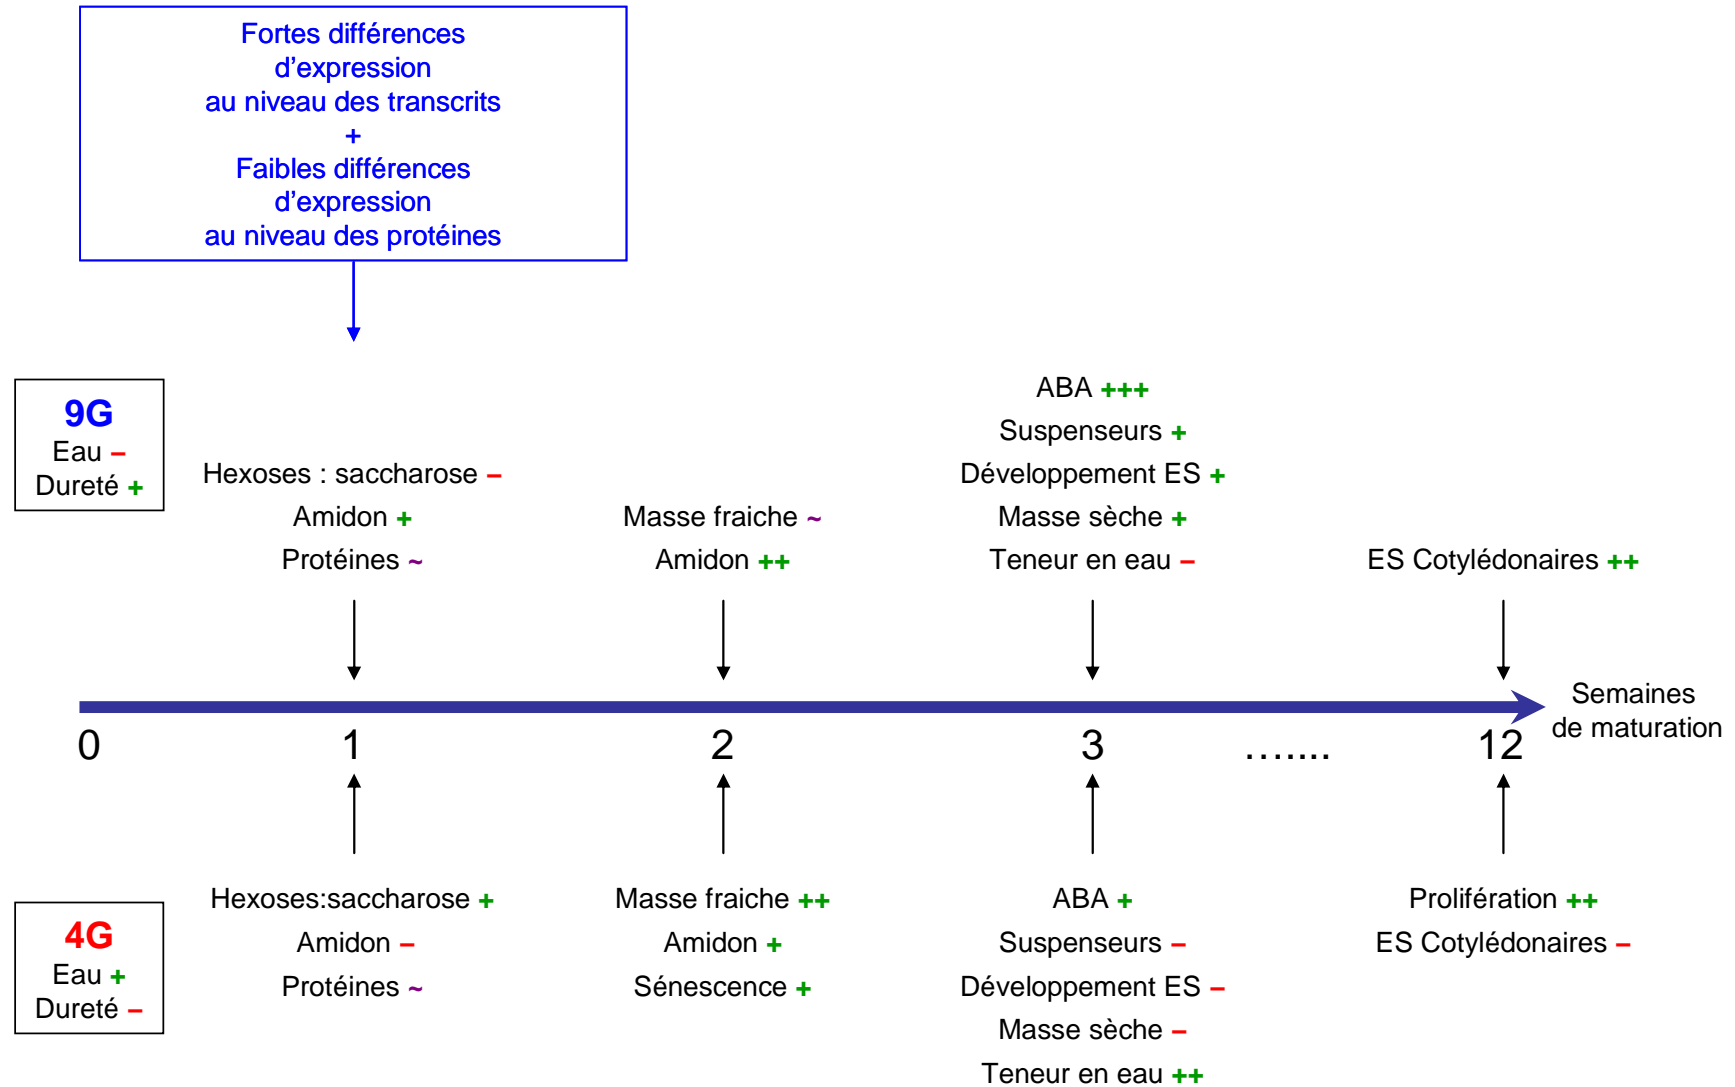 Fortes différences
d'expression
au niveau des transcrits
+
Faibles différences
d'expression
au niveau des protéines
9G
Eau –
Dureté +
Hexoses : saccharose –
Amidon +
Protéines ~
Masse fraiche ~
Amidon ++
ABA +++
Suspenseurs +
Développement ES +
Masse sèche +
Teneur en eau –
ES Cotylédonaires ++
Semaines
de maturation
0 1 2 3 ….... 12
4G
Eau +
Dureté –
Hexoses:saccharose +
Amidon –
Protéines ~
Masse fraiche ++
Amidon +
Sénescence +
ABA +
Suspenseurs –
Développement ES –
Masse sèche –
Teneur en eau ++
Prolifération ++
ES Cotylédonaires –